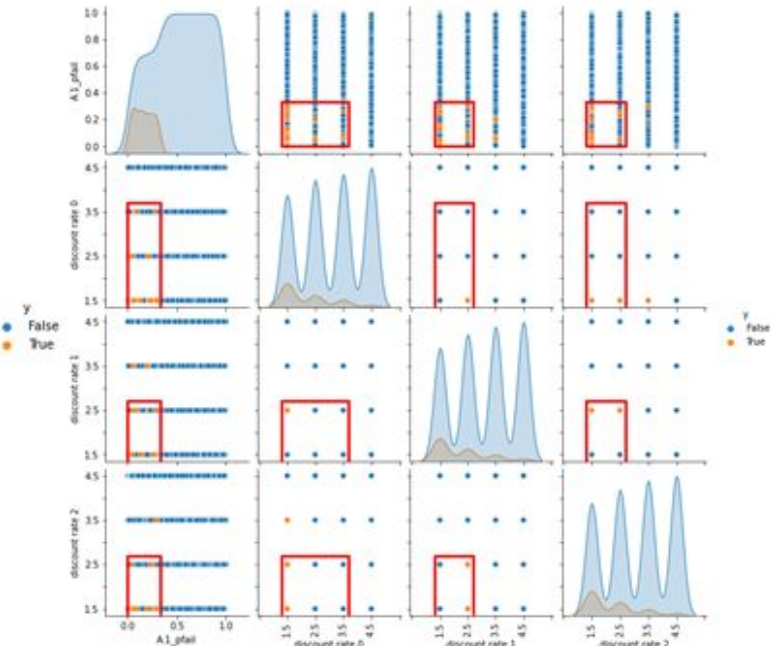 1.0
0.8
0.6
0.4
0.2
0.0
A.1_pfail
4.5
3.5
2.5
1.5
discount rate 0
y
False
True
y
False
True
4.5
3.5
2.5
1.5
discount rate 1
4.5
3.5
2.5
1.5
discount rate 2
0.0 0.5 1.0
A.1_pfail
1.5 2.5 3.5 4.5
discount rate 0
1.5 2.5 3.5 4.5
discount rate 1
1.5 2.5 3.5 4.5
discount rate 2